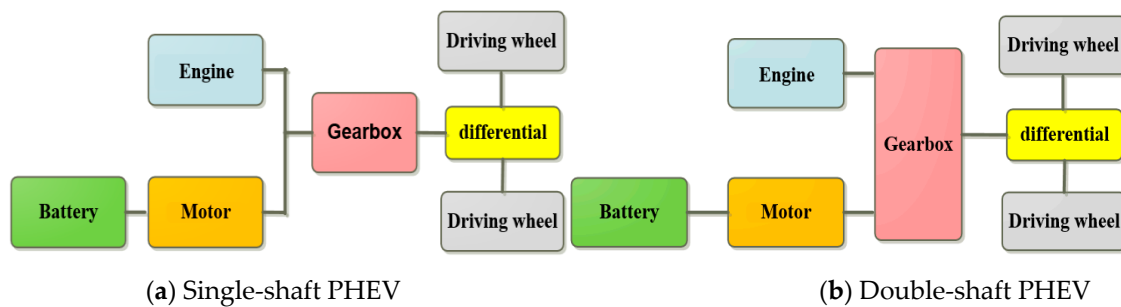 Driving wheel
Engine
Gearbox
differential
Battery
Motor
Driving wheel
(a) Single-shaft PHEV
Driving wheel
Engine
Gearbox
differential
Battery
Motor
Driving wheel
(b) Double-shaft PHEV